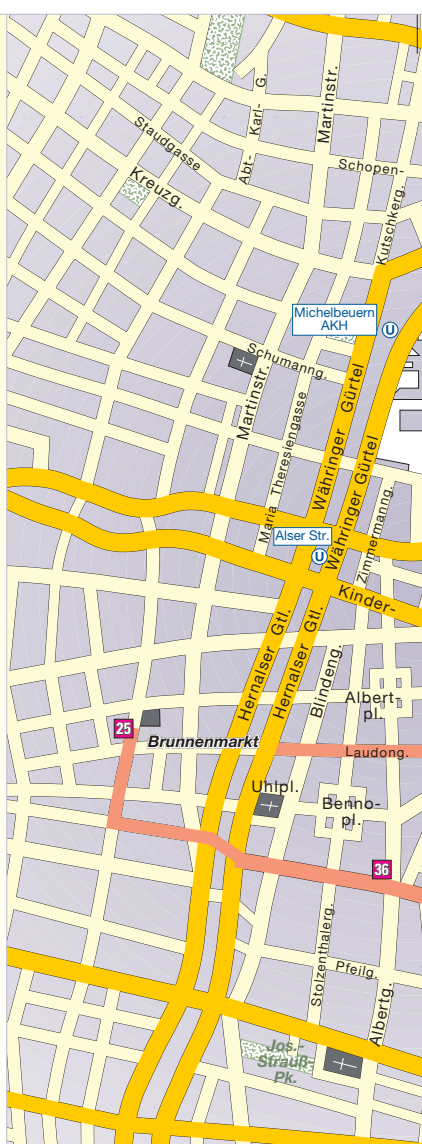 Abt-
Karl-
G.
Martinstr.
Staudgasse
Schopen-
Kreuzg.
Kutschkerg.
Michelbeuern
AKH
U
Schumanng.
Martinstr.
Maria Theresiengasse
Währinger Gürtel
Währinger Gürtel
Zimmermanng.
Alser Str.
U
Kinder-
Hernalser Gtl.
Hernalser Gtl.
Blindeng.
Albert-
pl.
25
Brunnenmarkt
Laudong.
Uhlpl.
Benno-
pl.
36
Stolzenthalerg.
Pfeilg.
Albertg.
Jos.-
Strauß
Pk.